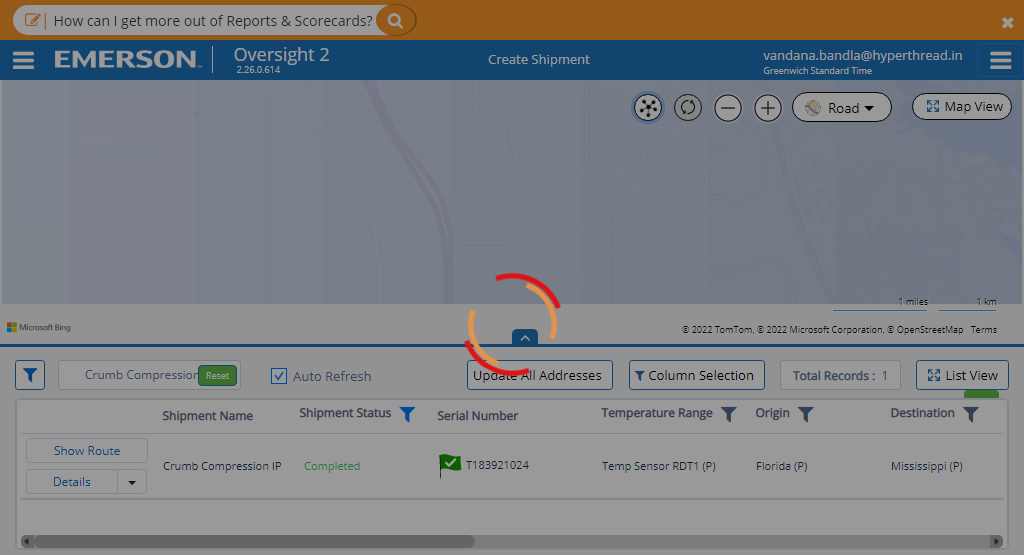 How can I get more out of Reports & Scorecards?
EMERSON
Oversight 2
2.26.0.614
Create Shipment
vandana.bandla@hyperthread.in
Greenwich Standard Time
Road
Map View
1 miles
1 km
Microsoft Bing
© 2022 TomTom, © 2022 Microsoft Corporation, © OpenStreetMap Terms
Crumb Compression
Reset
Auto Refresh
Update All Addresses
Column Selection
Total Records : 1
List View
Shipment Name
Shipment Status
Serial Number
Temperature Range
Origin
Destination
Show Route
Details
Crumb Compression IP
Completed
T183921024
Temp Sensor RDT1 (P)
Florida (P)
Mississippi (P)